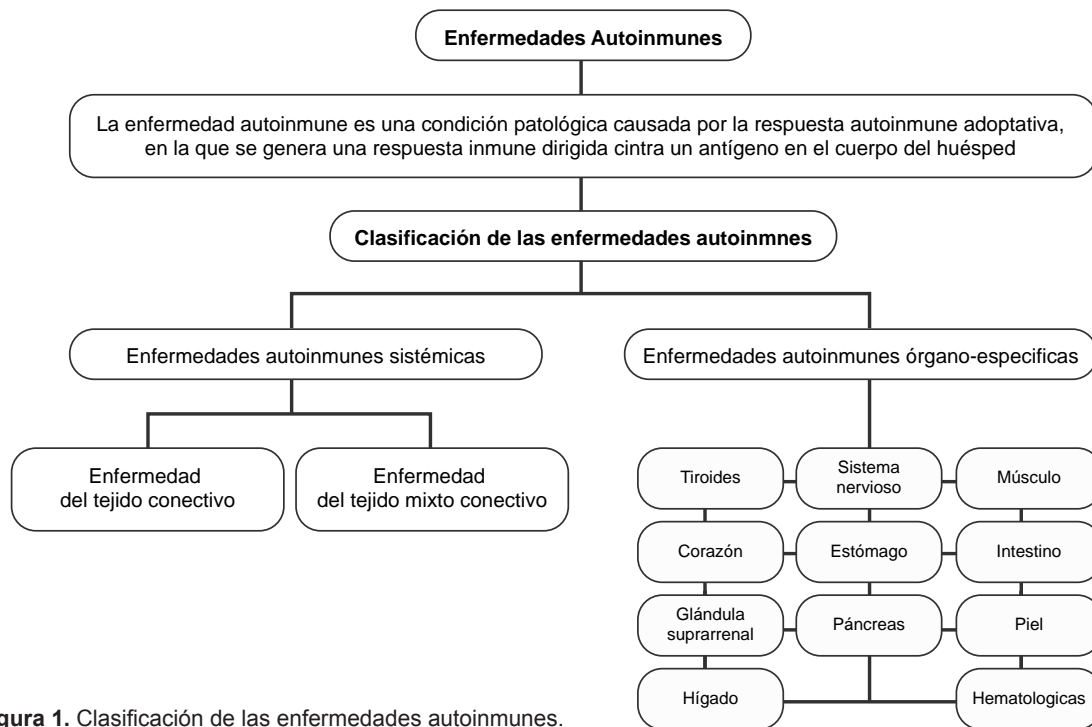 Enfermedades Autoinmunes
La enfermedad autoinmune es una condición patológica causada por la respuesta autoinmune adoptativa,
en la que se genera una respuesta inmune dirigida cintra un antígeno en el cuerpo del huésped
Clasificación de las enfermedades autoinmnes
Enfermedades autoinmunes sistémicas
Enfermedades autoinmunes órgano-especificas
Enfermedad
del tejido conectivo
Enfermedad
del tejido mixto conectivo
Tiroides
Sistema
nervioso
Músculo
Corazón
Estómago
Intestino
Glándula
suprarrenal
Páncreas
Piel
Hígado
Hematologicas
gura 1. Clasificación de las enfermedades autoinmunes.